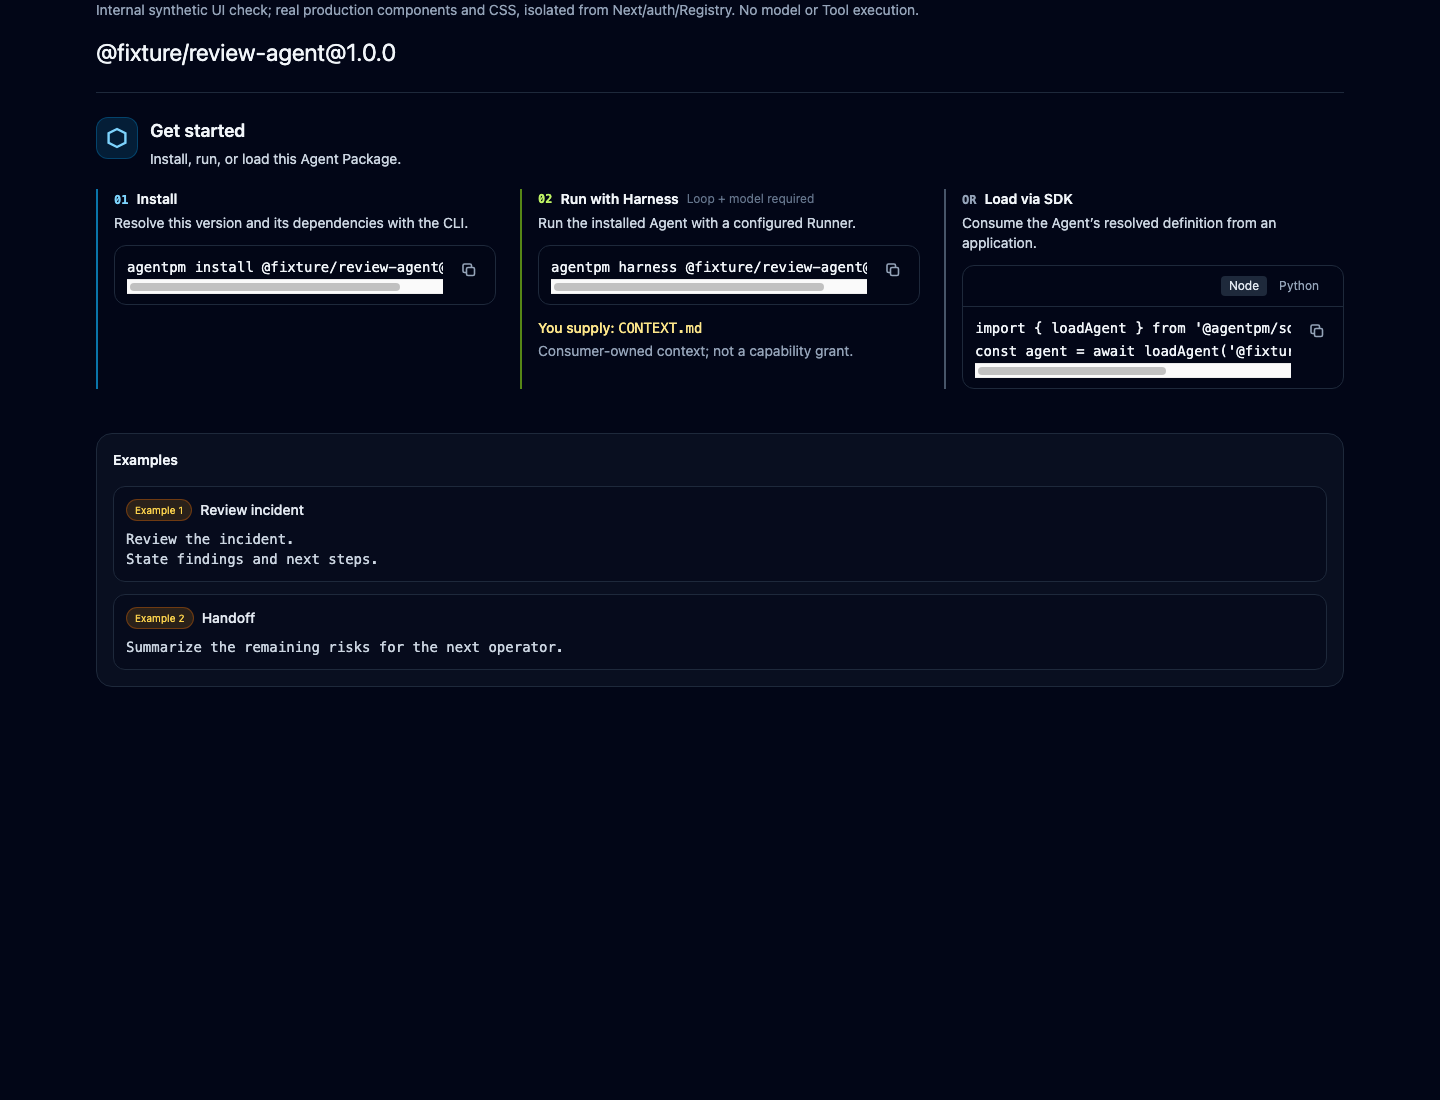 Internal synthetic UI check; real production components and CSS, isolated from Next/auth/Registry. No model or Tool execution.
@fixture/review-agent@1.0.0
Get started
Install, run, or load this Agent Package.
01 Install
Resolve this version and its dependencies with the CLI.
agentpm install @fixture/review-agent@
02 Run with Harness Loop + model required
Run the installed Agent with a configured Runner.
agentpm harness @fixture/review-agent@
You supply: CONTEXT.md
Consumer-owned context; not a capability grant.
OR Load via SDK
Consume the Agent’s resolved definition from an
application.
Node Python
import { loadAgent } from '@agentpm/sd
const agent = await loadAgent('@fixtur
Examples
Example 1 Review incident
Review the incident.
State findings and next steps.
Example 2 Handoff
Summarize the remaining risks for the next operator.